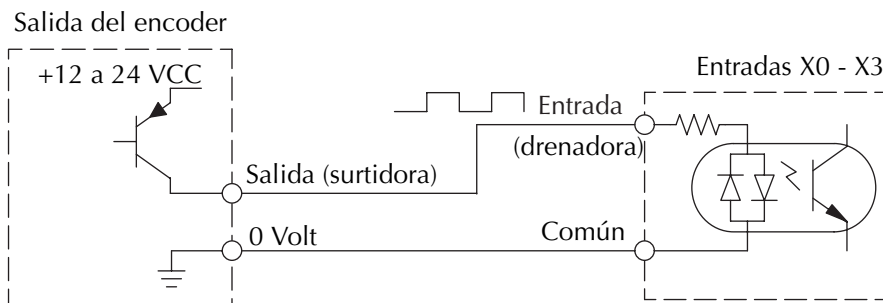 Salida del encoder
+12 a 24 VCC
Entradas X0 - X3
Entrada
(drenadora)
Salida (surtidora)
0 Volt
Común